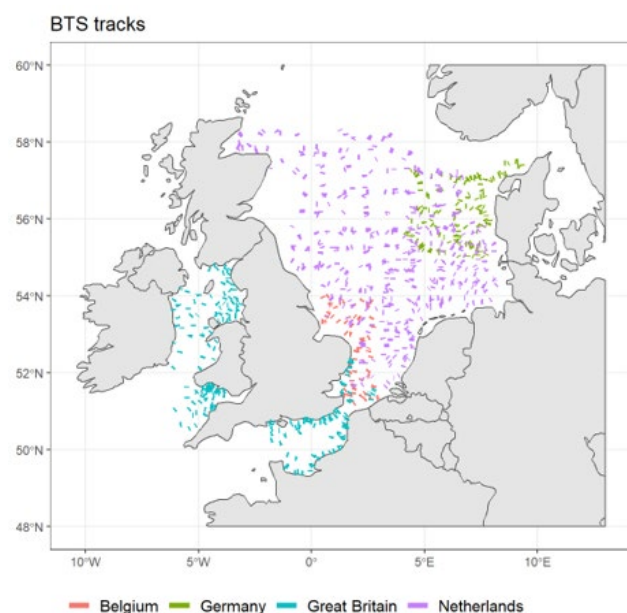 BTS tracks
60°N
58°N
56°N
54°N
52°N
50°N
48°N
10°W 5°W 0° 5°E 10°E
Belgium Germany Great Britain Netherlands